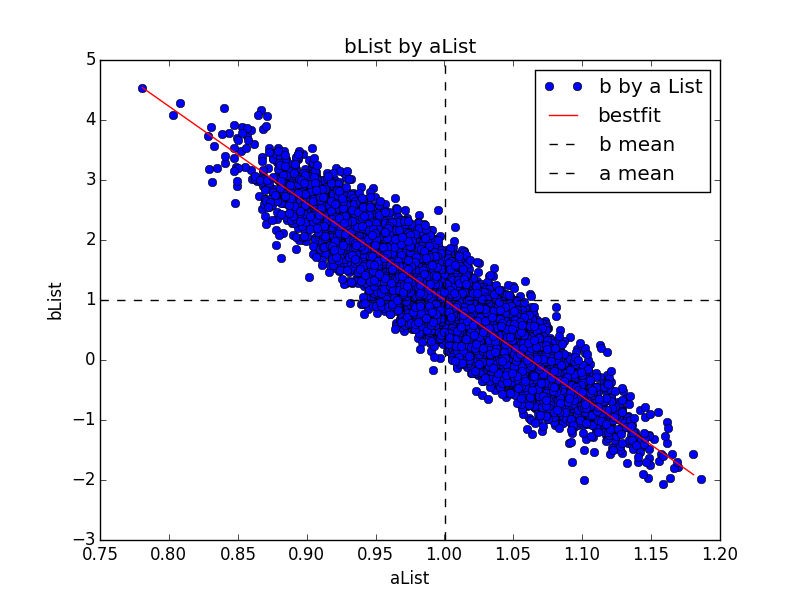 bList by aList
b by a List
bestfit
b mean
a mean
5
4
3
2
1
0
−1
−2
−3
bList
0.75 0.80 0.85 0.90 0.95 1.00 1.05 1.10 1.15 1.20
aList